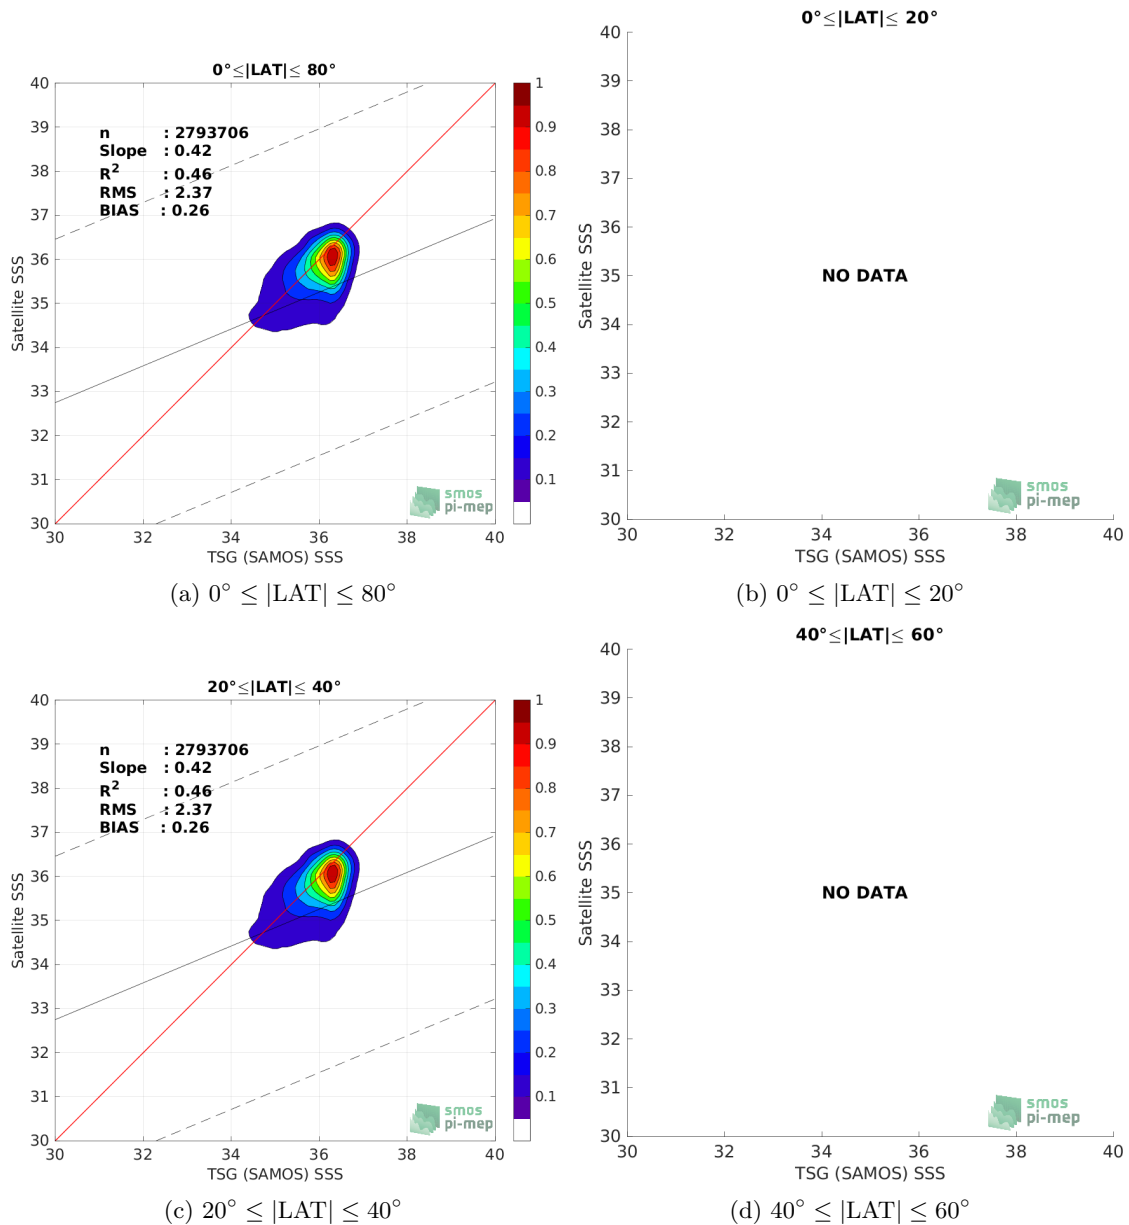 0°≤|LAT|≤ 80°
40
39
38
37
36
35
34
33
32
31
30
Satellite SSS
n : 2793706
Slope : 0.42
R² : 0.46
RMS : 2.37
BIAS : 0.26
1
0.9
0.8
0.7
0.6
0.5
0.4
0.3
0.2
0.1
smos
pi-mep
30 32 34 36 38 40
TSG (SAMOS) SSS
(a) 0° ≤ |LAT| ≤ 80°
0°≤|LAT|≤ 20°
40
39
38
37
36
35
34
33
32
31
30
Satellite SSS
NO DATA
smos
pi-mep
30 32 34 36 38 40
TSG (SAMOS) SSS
(b) 0° ≤ |LAT| ≤ 20°
20°≤|LAT|≤ 40°
40
39
38
37
36
35
34
33
32
31
30
Satellite SSS
n : 2793706
Slope : 0.42
R² : 0.46
RMS : 2.37
BIAS : 0.26
1
0.9
0.8
0.7
0.6
0.5
0.4
0.3
0.2
0.1
smos
pi-mep
30 32 34 36 38 40
TSG (SAMOS) SSS
(c) 20° ≤ |LAT| ≤ 40°
40°≤|LAT|≤ 60°
40
39
38
37
36
35
34
33
32
31
30
Satellite SSS
NO DATA
smos
pi-mep
30 32 34 36 38 40
TSG (SAMOS) SSS
(d) 40° ≤ |LAT| ≤ 60°